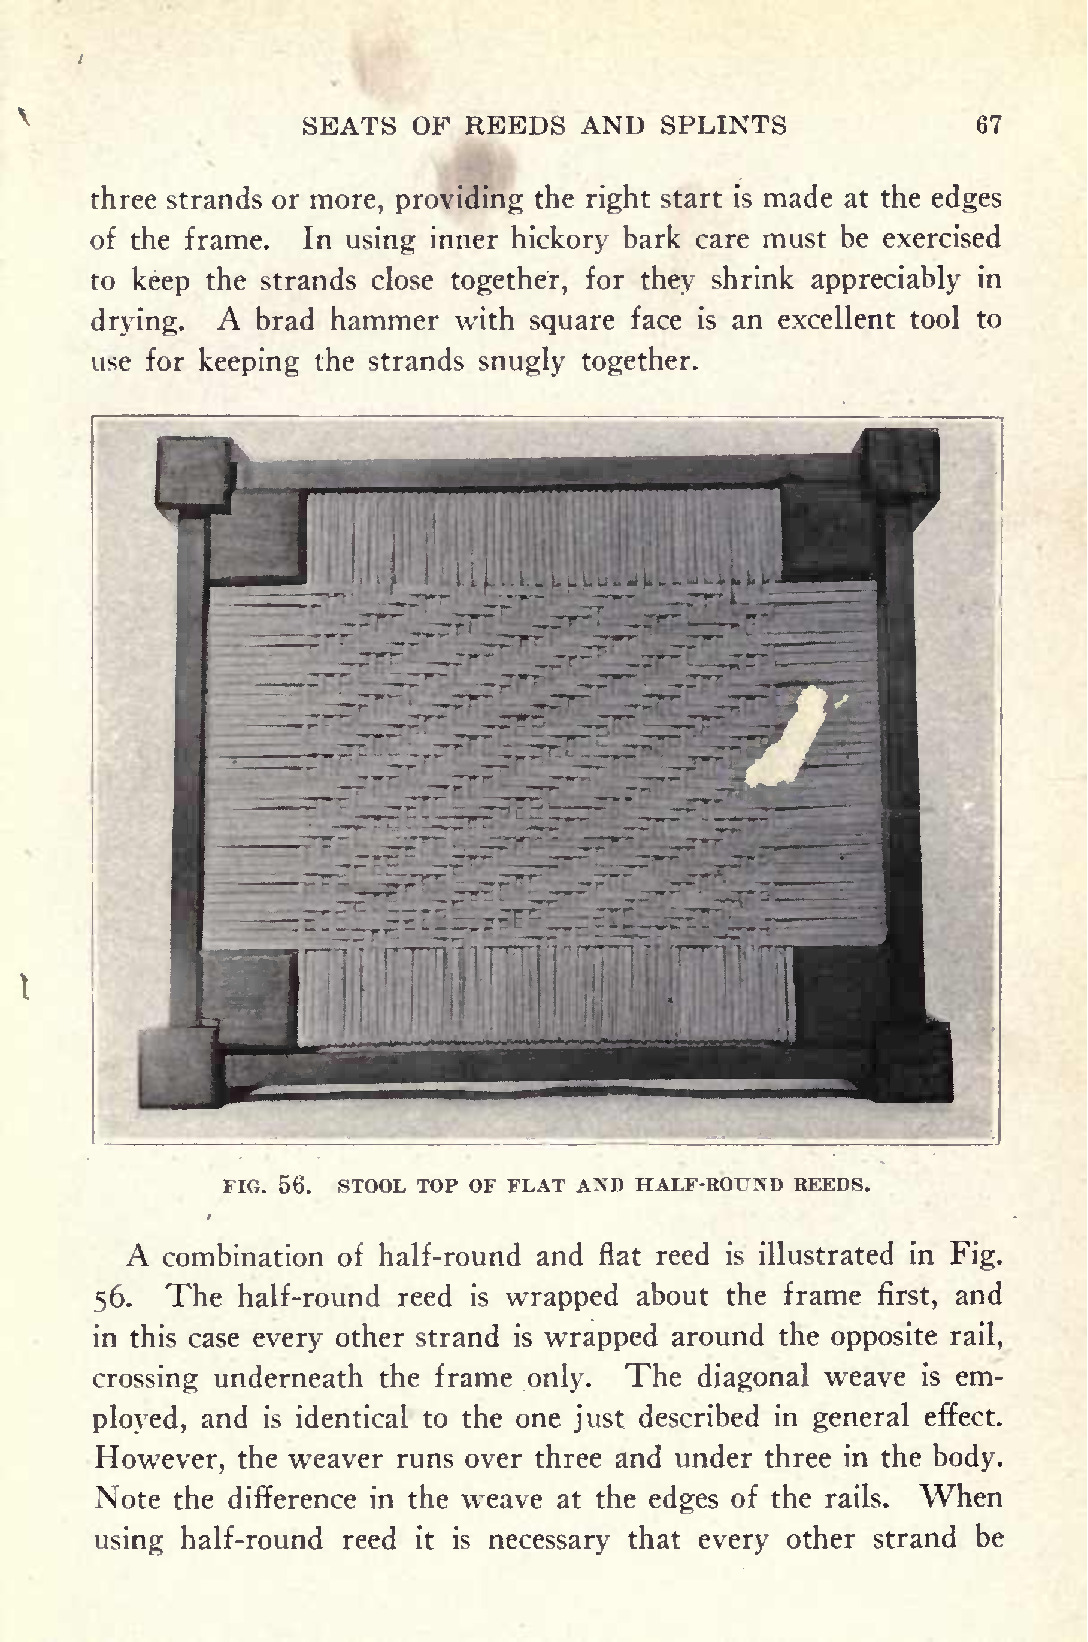 SEATS OF REEDS AND SPLINTS 67
three strands or more, providing the right start is made at the edges
of the frame. In using inner hickory bark care must be exercised
to keep the strands close together, for they shrink appreciably in
drying. A brad hammer with square face is an excellent tool to
use for keeping the strands snugly together.
FIG. 56. STOOL TOP OF FLAT AND HALF-ROUND REEDS.
A combination of half-round and flat reed is illustrated in Fig.
56. The half-round reed is wrapped about the frame first, and
in this case every other strand is wrapped around the opposite rail,
crossing underneath the frame only. The diagonal weave is em-
ployed, and is identical to the one just described in general effect.
However, the weaver runs over three and under three in the body.
Note the difference in the weave at the edges of the rails. When
using half-round reed it is necessary that every other strand be